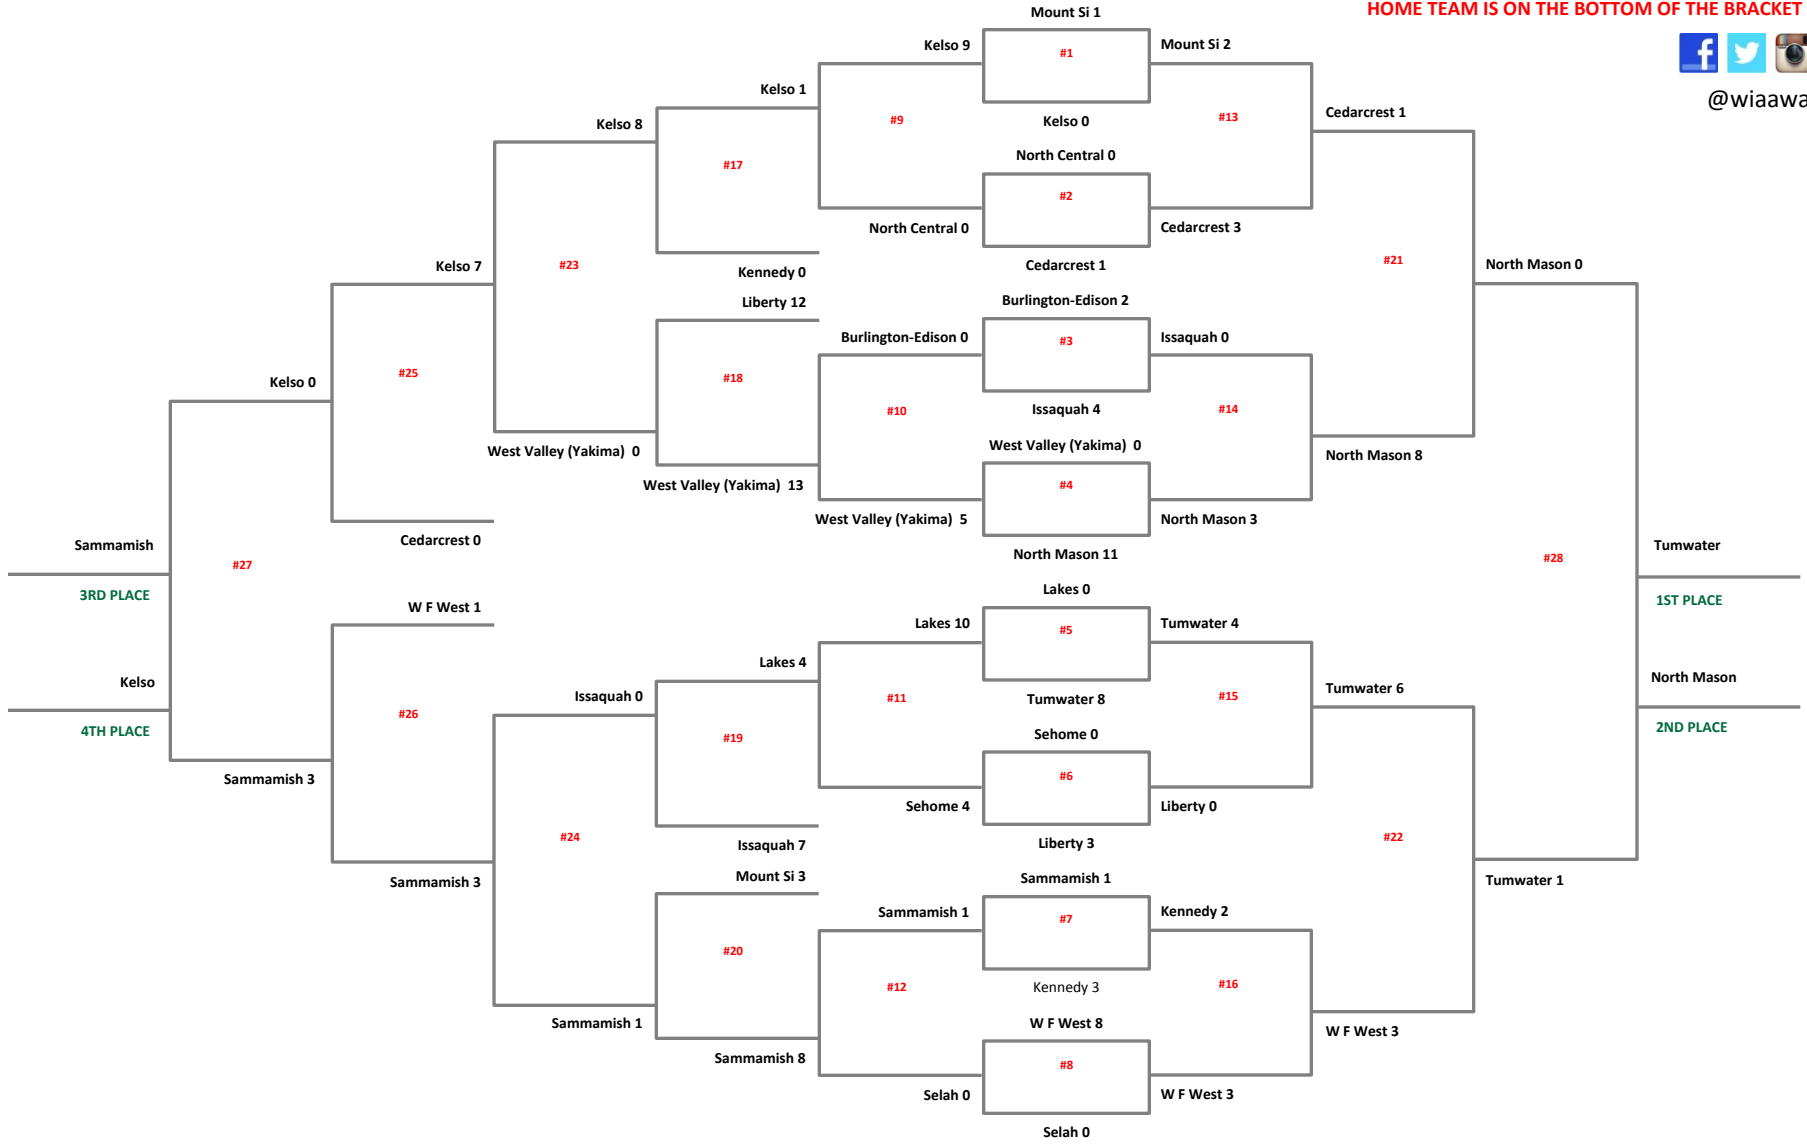 HOME TEAM IS ON THE BOTTOM OF THE BRACKET
@wiaawa
Mount Si 1
Kelso 9
#1
Mount Si 2
Kelso 1
Kelso 0
Kelso 8
#9
#13
Cedarcrest 1
North Central 0
#17
#2
North Central 0
Cedarcrest 3
Kelso 7
#23
Kennedy 0
Cedarcrest 1
#21
North Mason 0
Liberty 12
Burlington-Edison 2
Burlington-Edison 0
#3
Issaquah 0
Kelso 0
#25
#18
#10
Issaquah 4
#14
West Valley (Yakima) 0
West Valley (Yakima) 0
North Mason 8
West Valley (Yakima) 13
#4
West Valley (Yakima) 5
North Mason 3
Sammamish
Cedarcrest 0
North Mason 11
Tumwater
#27
#28
3RD PLACE
Lakes 0
1ST PLACE
W F West 1
Lakes 10
#5
Tumwater 4
Kelso
Lakes 4
Issaquah 0
#11
Tumwater 8
#15
Tumwater 6
North Mason
4TH PLACE
#26
#19
Sehome 0
2ND PLACE
Sammamish 3
#6
Sehome 4
Liberty 0
#24
Issaquah 7
Liberty 3
#22
Sammamish 3
Mount Si 3
Sammamish 1
Tumwater 1
Sammamish 1
#7
Kennedy 2
#20
#12
Kennedy 3
#16
Sammamish 1
W F West 8
W F West 3
Sammamish 8
#8
Selah 0
W F West 3
Selah 0